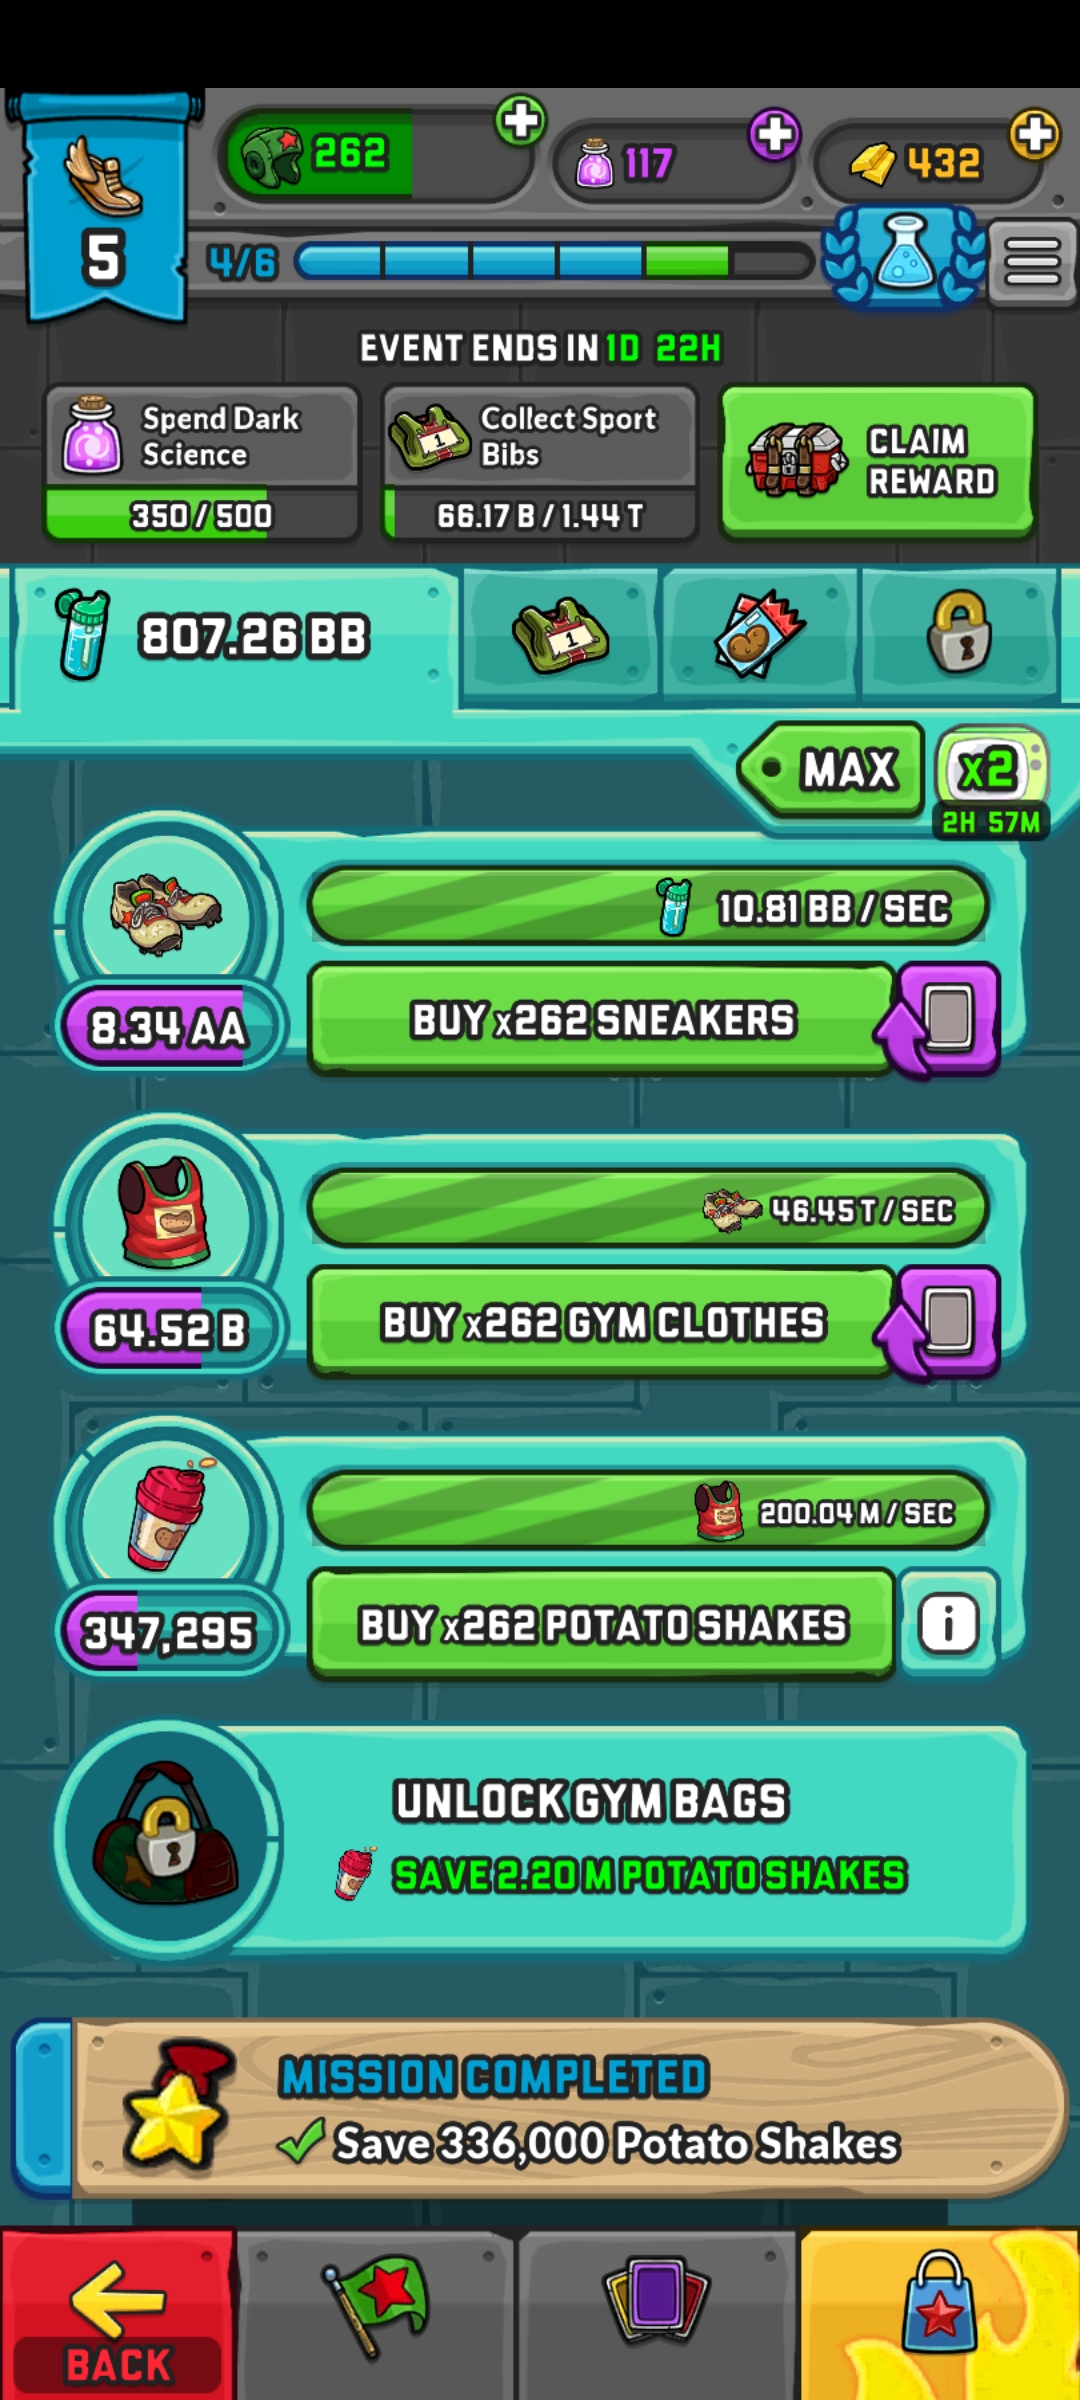 262
117
432
5
4/6
EVENT ENDS IN 1D 22H
Spend Dark
Science
350/500
Collect Sport
Bibs
66.17 B/1.44 T
CLAIM
REWARD
807.26 BB
1
MAX
x2
2H 57M
10.81 BB / SEC
8.34 AA
BUY x262 SNEAKERS
46.45 T / SEC
64.52 B
BUY x262 GYM CLOTHES
200.04 M / SEC
347,295
BUY x262 POTATO SHAKES
i
UNLOCK GYM BAGS
SAVE 2.20 M POTATO SHAKES
MISSION COMPLETED
Save 336,000 Potato Shakes
BACK